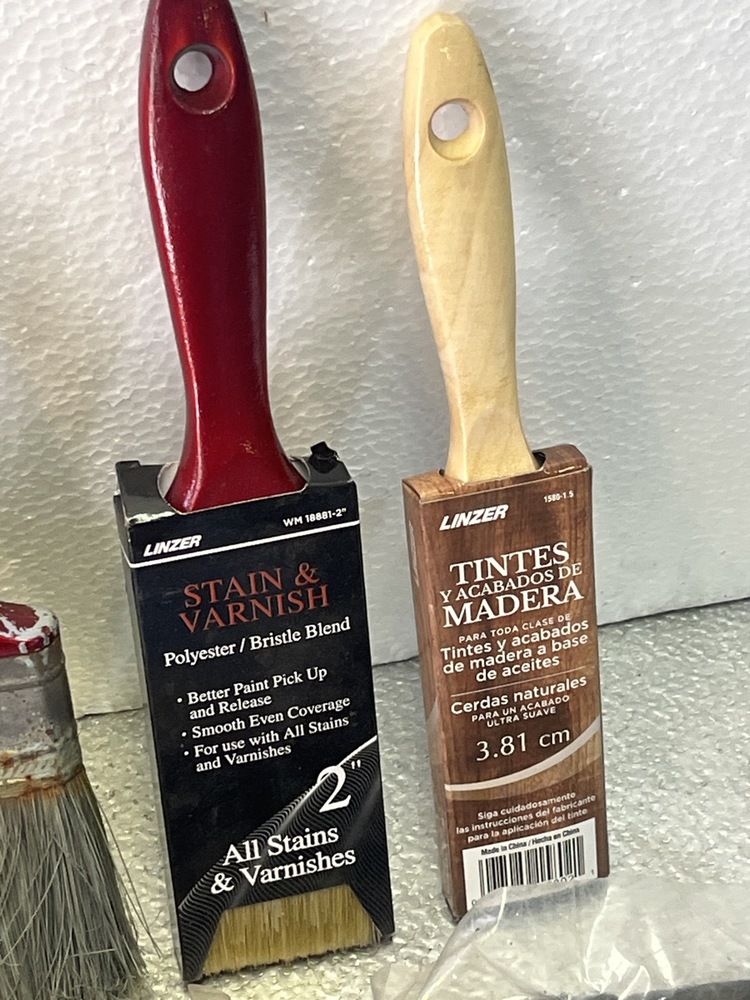 LINZER
WM 18881-2"
STAIN &
VARNISH
Polyester / Bristle Blend
• Better Paint Pick Up
and Release
• Smooth Even Coverage
• For use with All Stains
and Varnishes
2"
All Stains
& Varnishes
LINZER
1580-1.5
TINTES
Y ACABADOS DE
MADERA
PARA TODA CLASE DE
Tintes y acabados
de madera a base
de aceites
Cerdas naturales
PARA UN ACABADO
ULTRA SUAVE
3.81 cm
Siga cuidadosamente
las instrucciones del fabricante
para la aplicación del tinte
Made in China / Hecho en China